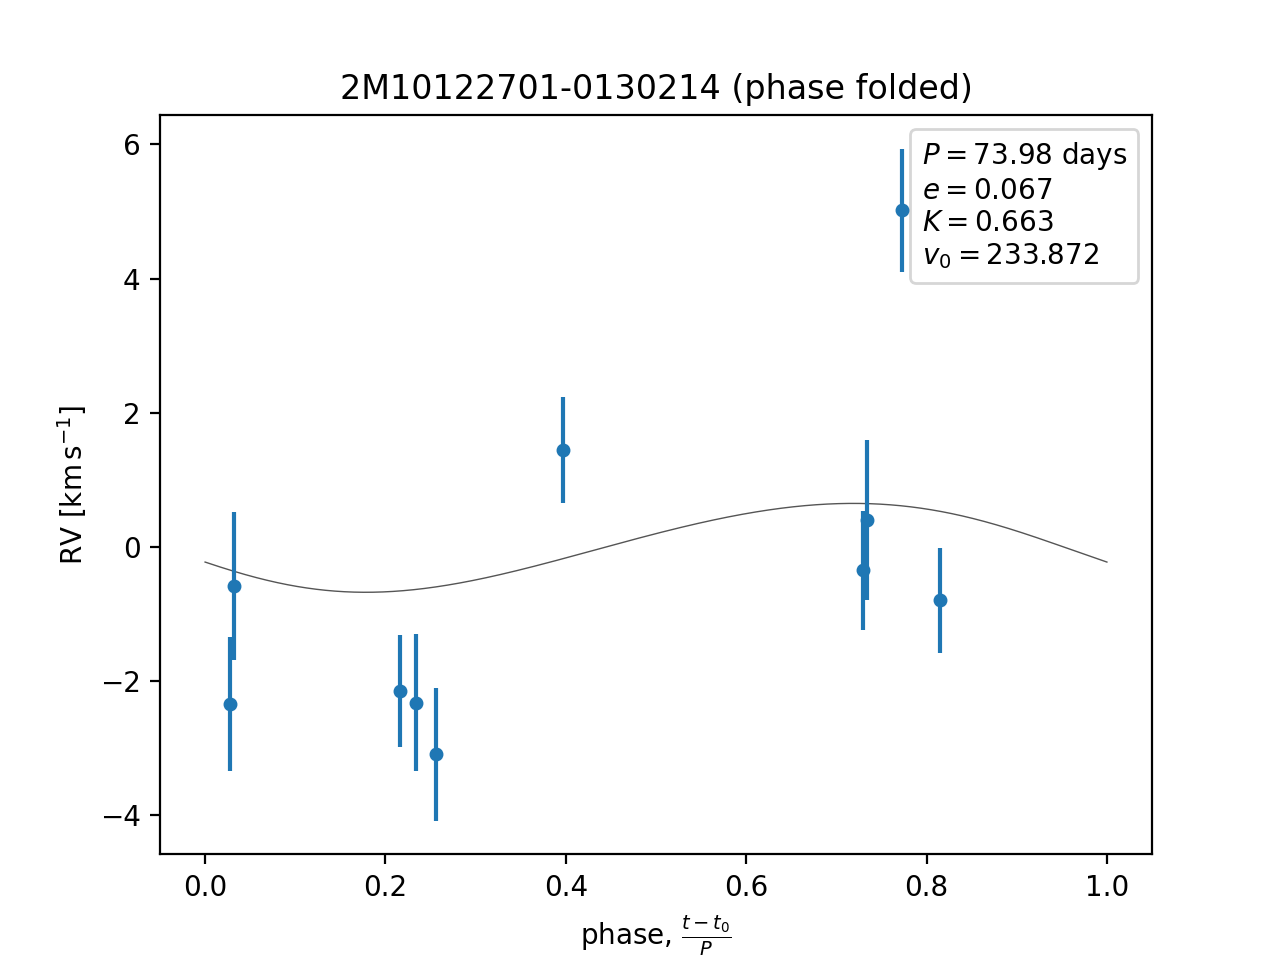 2M10122701-0130214 (phase folded)
P = 73.98 days
e = 0.067
K = 0.663
v₀ = 233.872
6
4
2
0
−2
−4
RV [km s⁻¹]
0.0 0.2 0.4 0.6 0.8 1.0
phase, (t − t₀)/P